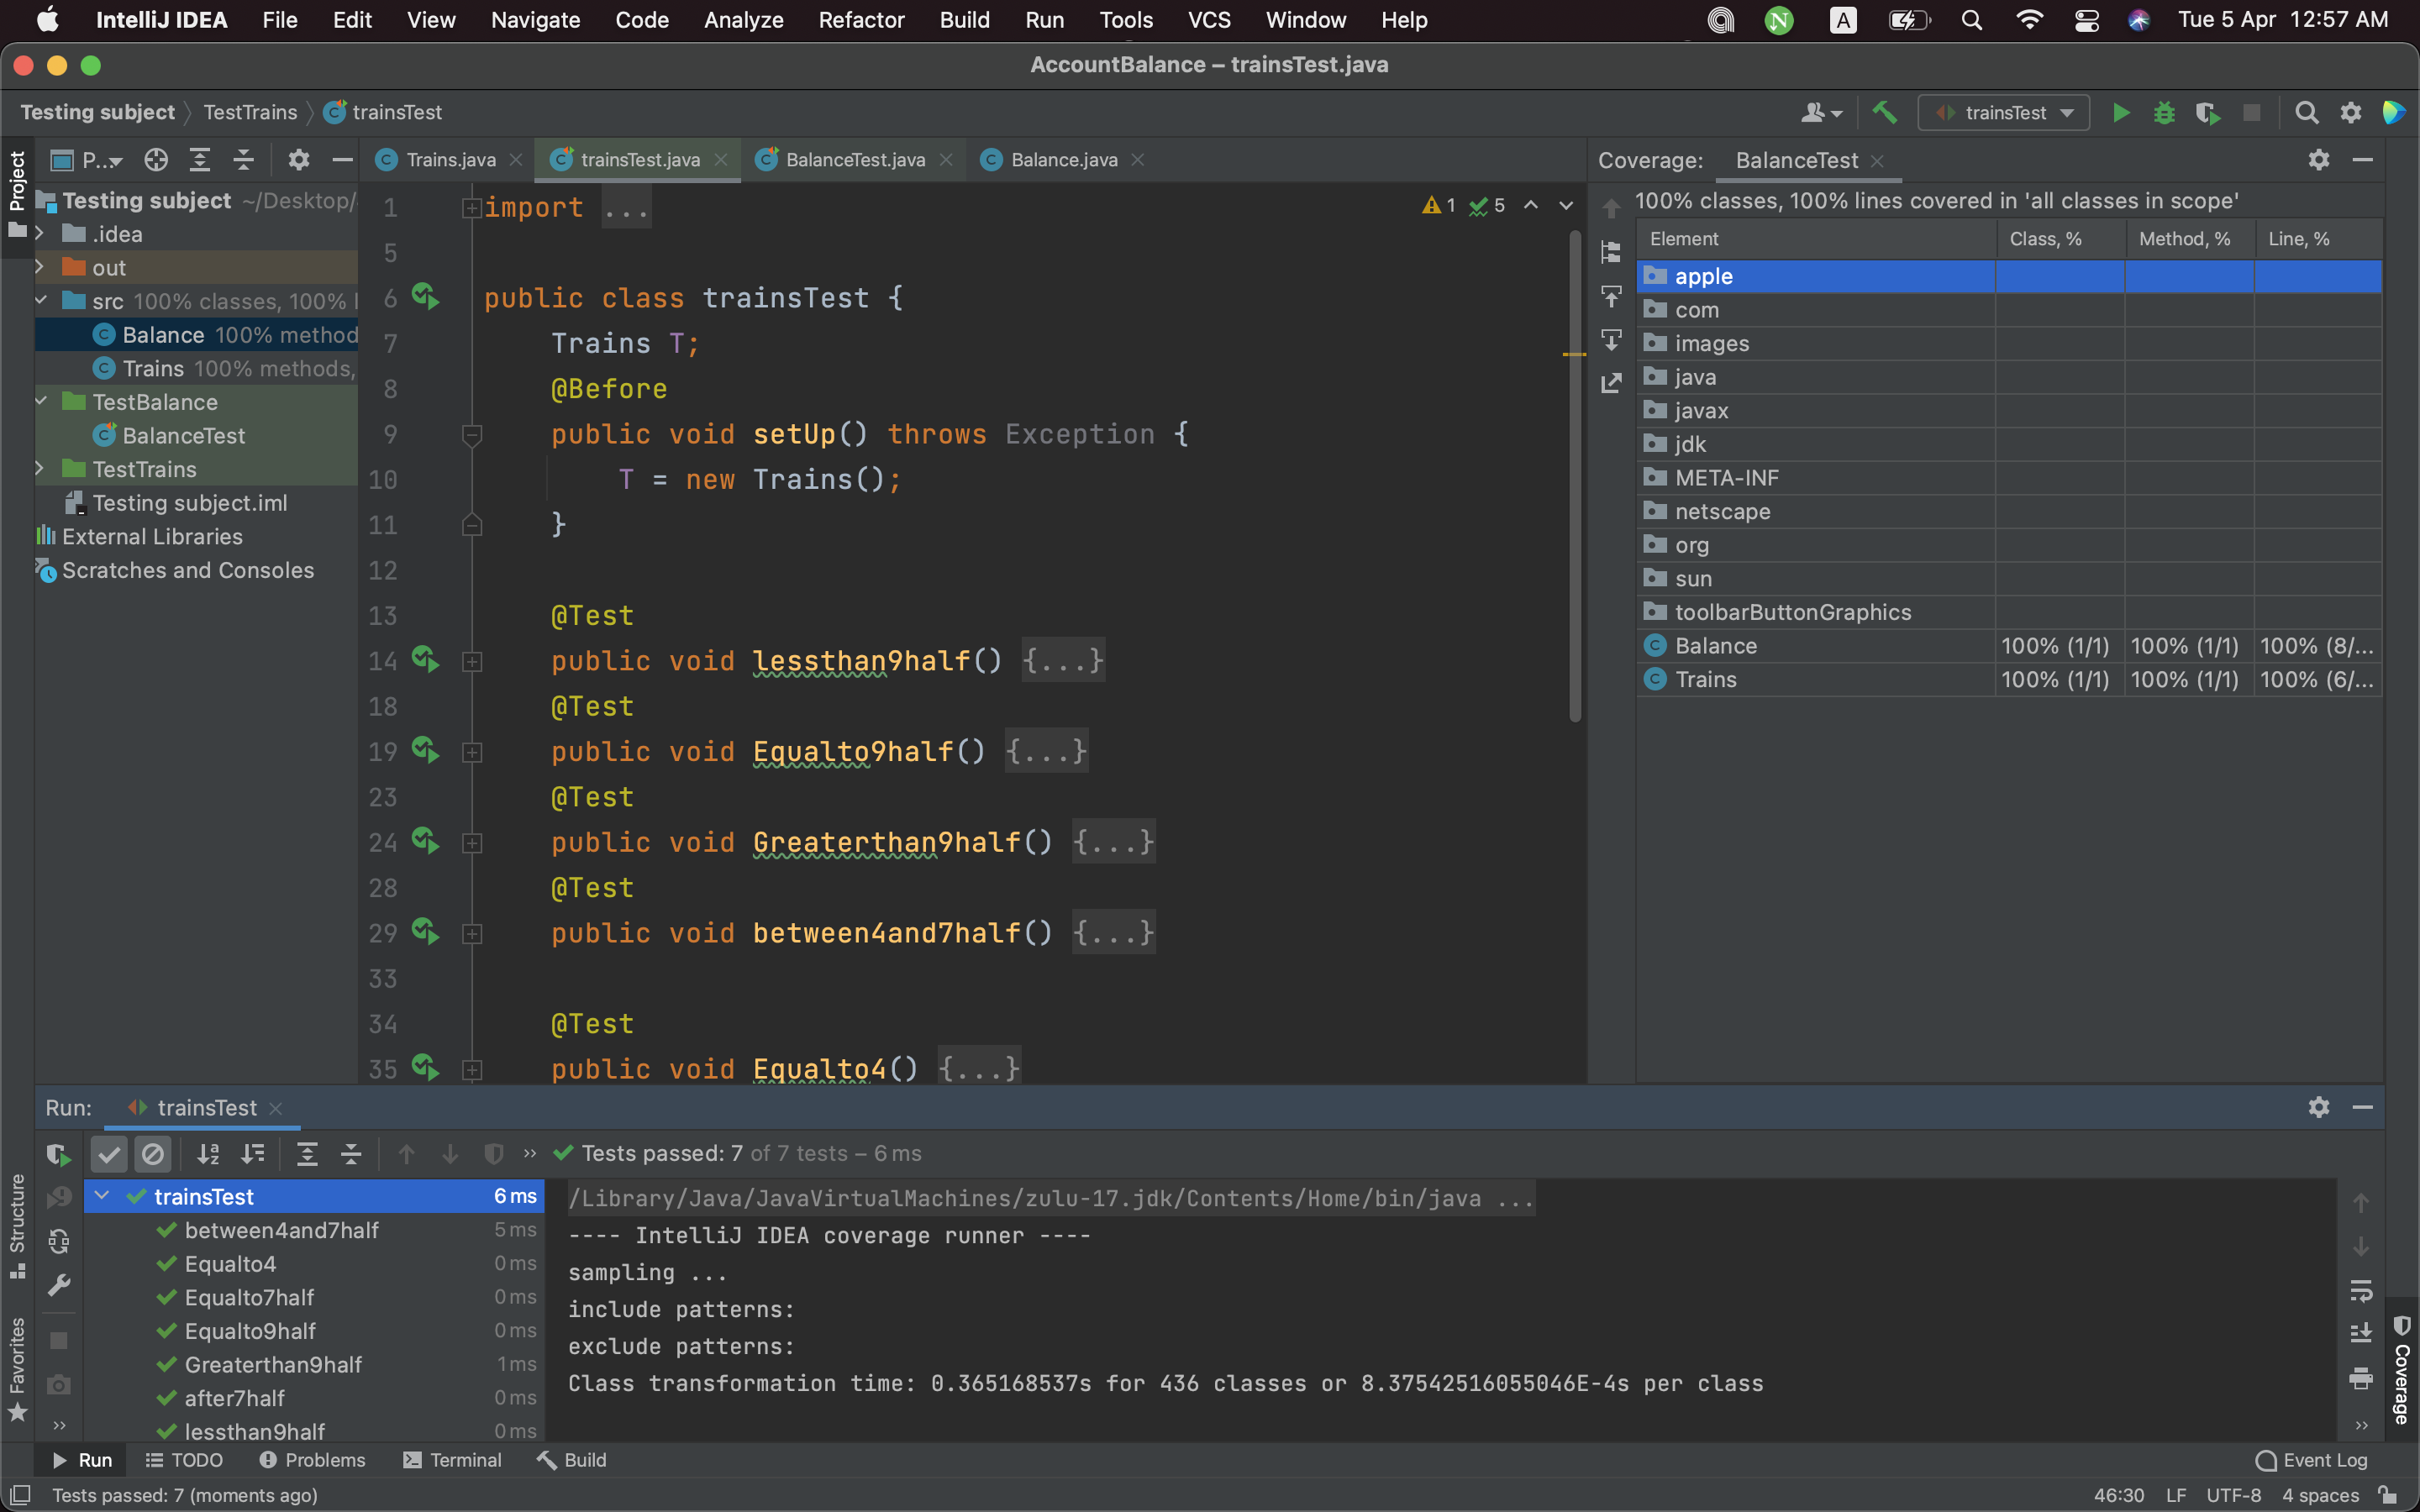 IntelliJ IDEA File Edit View Navigate Code Analyze Refactor Build Run Tools VCS Window Help A Tue 5 Apr 12:57 AM
AccountBalance – trainsTest.java
Testing subject TestTrains trainsTest trainsTest
Project
P... Trains.java trainsTest.java BalanceTest.java Balance.java
Testing subject ~/Desktop/
.idea
out
src 100% classes, 100% l
Balance 100% method
Trains 100% methods,
TestBalance
BalanceTest
TestTrains
Testing subject.iml
External Libraries
Scratches and Consoles
1 import ...
1 5
5
6 public class trainsTest {
7 Trains T;
8 @Before
9 public void setUp() throws Exception {
10 T = new Trains();
11 }
12
13 @Test
14 public void lessthan9half() {...}
18 @Test
19 public void Equalto9half() {...}
23 @Test
24 public void Greaterthan9half() {...}
28 @Test
29 public void between4and7half() {...}
33
34 @Test
35 public void Equalto4() {...}
Coverage: BalanceTest
100% classes, 100% lines covered in 'all classes in scope'
Element Class, % Method, % Line, %
apple
com
images
java
javax
jdk
META-INF
netscape
org
sun
toolbarButtonGraphics
Balance 100% (1/1) 100% (1/1) 100% (8/...
Trains 100% (1/1) 100% (1/1) 100% (6/...
Run: trainsTest
Tests passed: 7 of 7 tests – 6 ms
trainsTest 6 ms
between4and7half 5 ms
Equalto4 0 ms
Equalto7half 0 ms
Equalto9half 0 ms
Greaterthan9half 1 ms
after7half 0 ms
lessthan9half 0 ms
/Library/Java/JavaVirtualMachines/zulu-17.jdk/Contents/Home/bin/java ...
---- IntelliJ IDEA coverage runner ----
sampling ...
include patterns:
exclude patterns:
Class transformation time: 0.365168537s for 436 classes or 8.37542516055046E-4s per class
Structure
Favorites
Coverage
Run TODO Problems Terminal Build Event Log
Tests passed: 7 (moments ago) 46:30 LF UTF-8 4 spaces